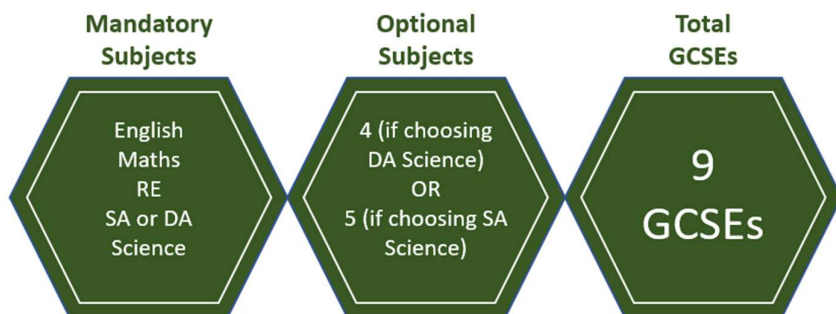 Mandatory
Subjects
English
Maths
RE
SA or DA
Science
Optional
Subjects
4 (if choosing
DA Science)
OR
5 (if choosing SA
Science)
Total
GCSEs
9
GCSEs